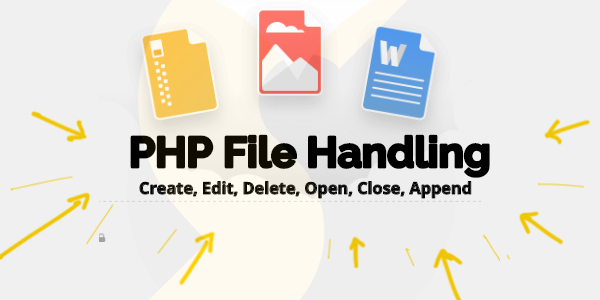 W
PHP File Handling
Create, Edit, Delete, Open, Close, Append